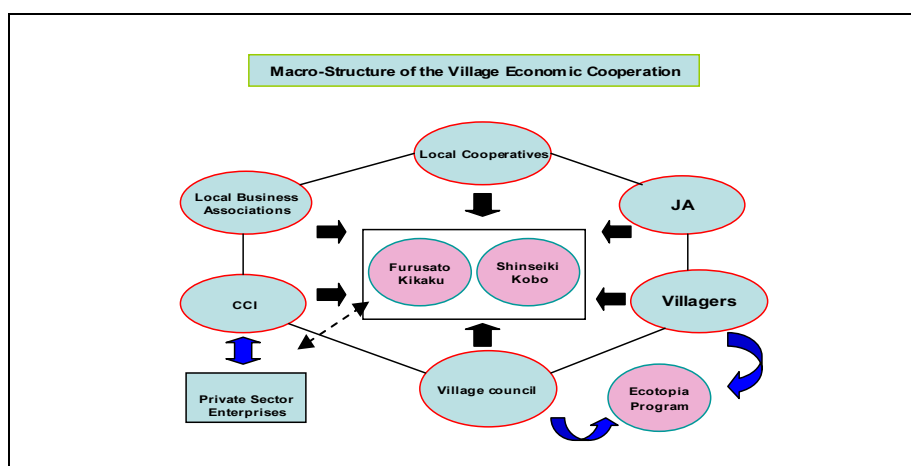 Macro-Structure of the Village Economic Cooperation
Local Cooperatives
Local Business
Associations
JA
Furusato
Kikaku
Shinseiki
Kobo
CCI
Villagers
Private Sector
Enterprises
Village council
Ecotopia
Program